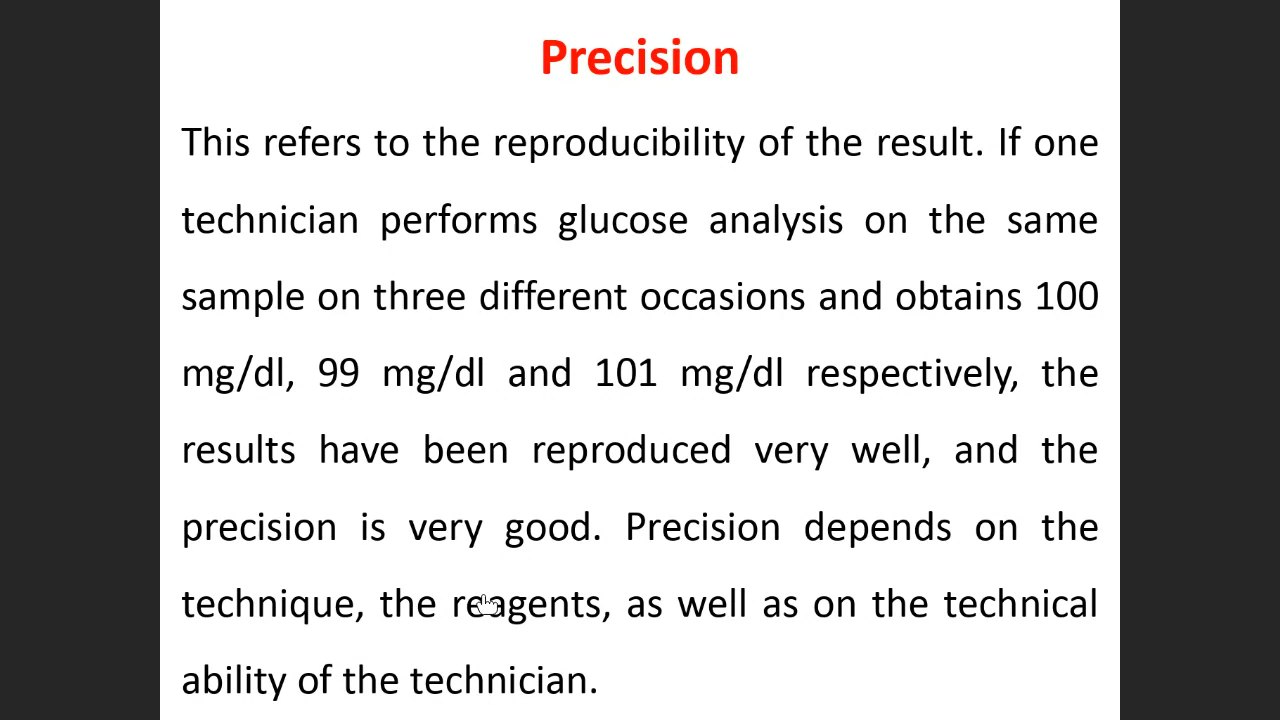 Precision
This refers to the reproducibility of the result. If one
technician performs glucose analysis on the same
sample on three different occasions and obtains 100
mg/dl, 99 mg/dl and 101 mg/dl respectively, the
results have been reproduced very well, and the
precision is very good. Precision depends on the
technique, the reagents, as well as on the technical
ability of the technician.